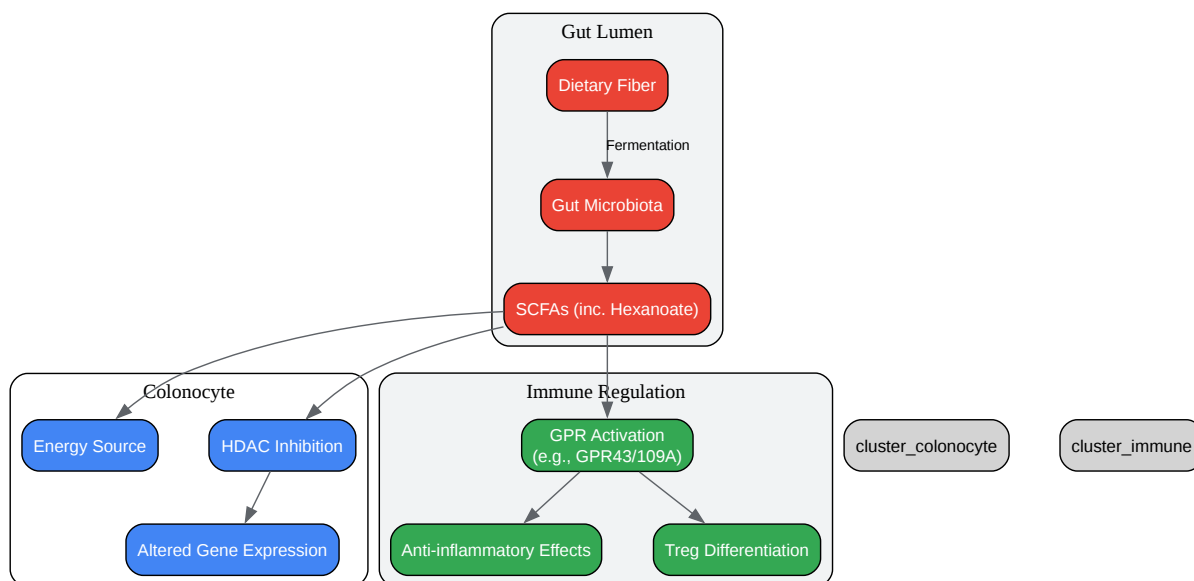 Gut Lumen
Dietary Fiber
Fermentation
Gut Microbiota
SCFAs (inc. Hexanoate)
Colonocyte
Immune Regulation
Energy Source
HDAC Inhibition
GPR Activation
(e.g., GPR43/109A)
cluster_colonocyte
cluster_immune
Altered Gene Expression
Anti-inflammatory Effects
Treg Differentiation